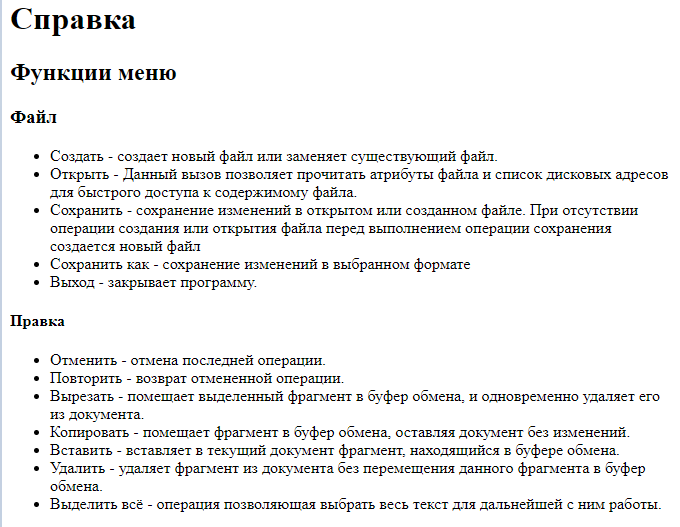 Справка
Функции меню
Файл
• Создать - создает новый файл или заменяет существующий файл.
• Открыть - Данный вызов позволяет прочитать атрибуты файла и список дисковых адресов
для быстрого доступа к содержимому файла.
• Сохранить - сохранение изменений в открытом или созданном файле. При отсутствии
операции создания или открытия файла перед выполнением операции сохранения
создается новый файл
• Сохранить как - сохранение изменений в выбранном формате
• Выход - закрывает программу.
Правка
• Отменить - отмена последней операции.
• Повторить - возврат отмененной операции.
• Вырезать - помещает выделенный фрагмент в буфер обмена, и одновременно удаляет его
из документа.
• Копировать - помещает фрагмент в буфер обмена, оставляя документ без изменений.
• Вставить - вставляет в текущий документ фрагмент, находящийся в буфере обмена.
• Удалить - удаляет фрагмент из документа без перемещения данного фрагмента в буфер
обмена.
• Выделить всё - операция позволяющая выбрать весь текст для дальнейшей с ним работы.